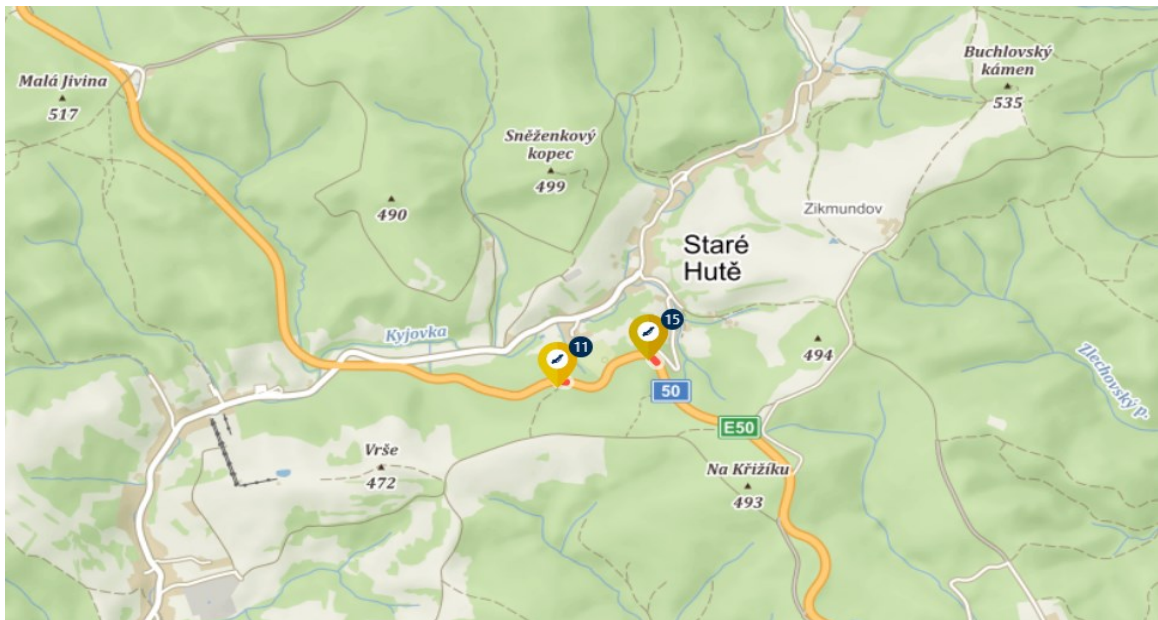 Malá Jivina
517
Buchlovský
kámen
535
Sněženkový
kopec
499
490
Zikmundov
Staré
Hutě
Kyjovka
15
11
494
Zlechovský p.
50
E50
Vrše
472
Na Křižíku
493